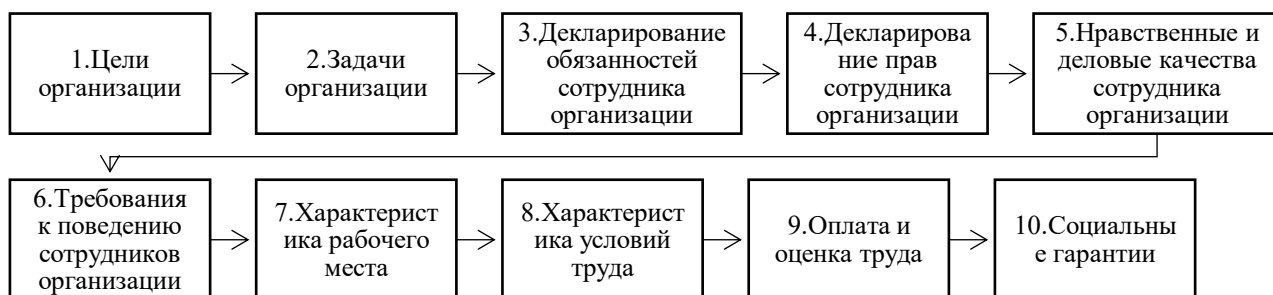 1.Цели
организации
2.Задачи
организации
3.Декларирование
обязанностей
сотрудника
организации
4.Декларирова
ние прав
сотрудника
организации
5.Нравственные и
деловые качества
сотрудника
организации
6.Требования
к поведению
сотрудников
организации
7.Характерист
ика рабочего
места
8.Характерист
ика условий
труда
9.Оплата и
оценка труда
10.Социальны
е гарантии